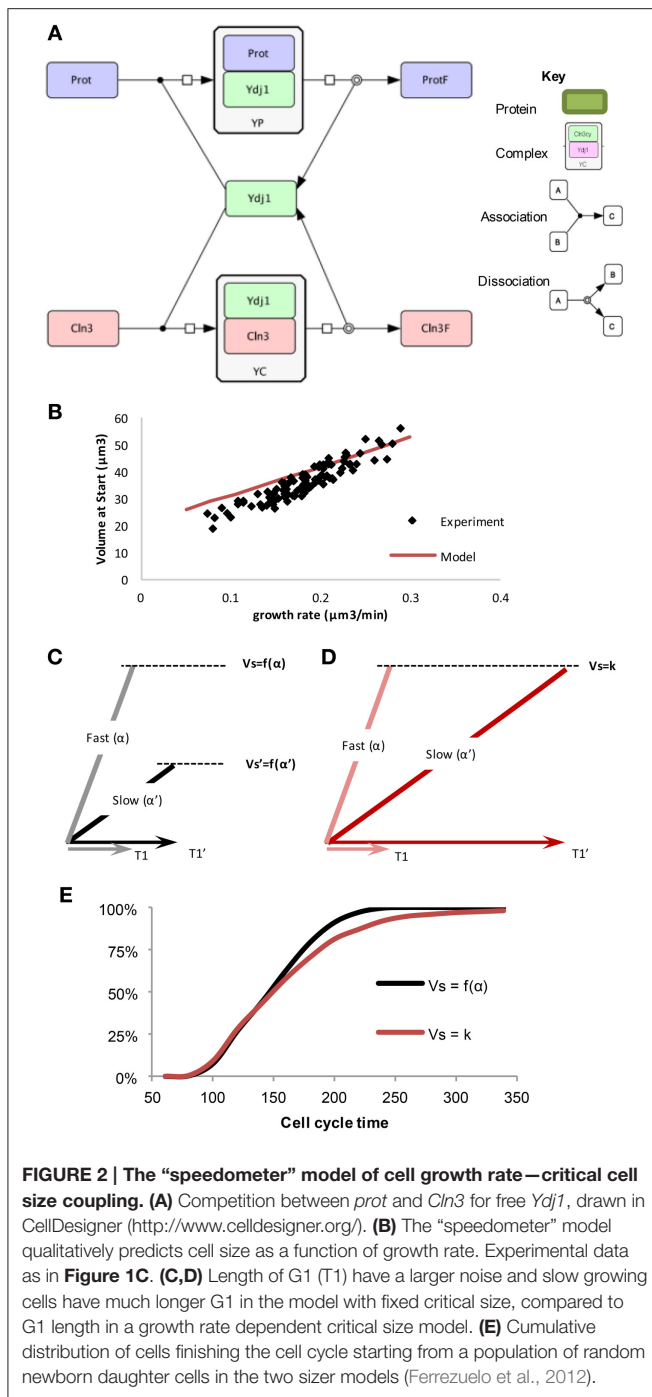 A
Prot
Prot
Ydj1
YP
ProtF
Ydj1
Cln3
Ydj1
Cln3
YC
Cln3F
Key
Protein
Complex
Cln3cy
Ydj1
YC
Association
A
B
C
Dissociation
A
B
C
B
Volume at Start (µm3)
60
50
40
30
20
10
0
0
0.1
0.2
0.3
0.4
growth rate (µm3/min)
Experiment
Model
C
Vs=f(α)
Fast (α)
Vs'=f(α')
Slow (α')
T1
T1'
D
Vs=k
Fast (α)
Slow (α')
T1
T1'
E
100%
75%
50%
25%
0%
50
100
150
200
250
300
350
Cell cycle time
Vs = f(α)
Vs = k
FIGURE 2 | The “speedometer” model of cell growth rate—critical cell
size coupling. (A) Competition between prot and Cln3 for free Ydj1, drawn in
CellDesigner (http://www.celldesigner.org/). (B) The “speedometer” model
qualitatively predicts cell size as a function of growth rate. Experimental data
as in Figure 1C. (C,D) Length of G1 (T1) have a larger noise and slow growing
cells have much longer G1 in the model with fixed critical size, compared to
G1 length in a growth rate dependent critical size model. (E) Cumulative
distribution of cells finishing the cell cycle starting from a population of random
newborn daughter cells in the two sizer models (Ferrezuelo et al., 2012).